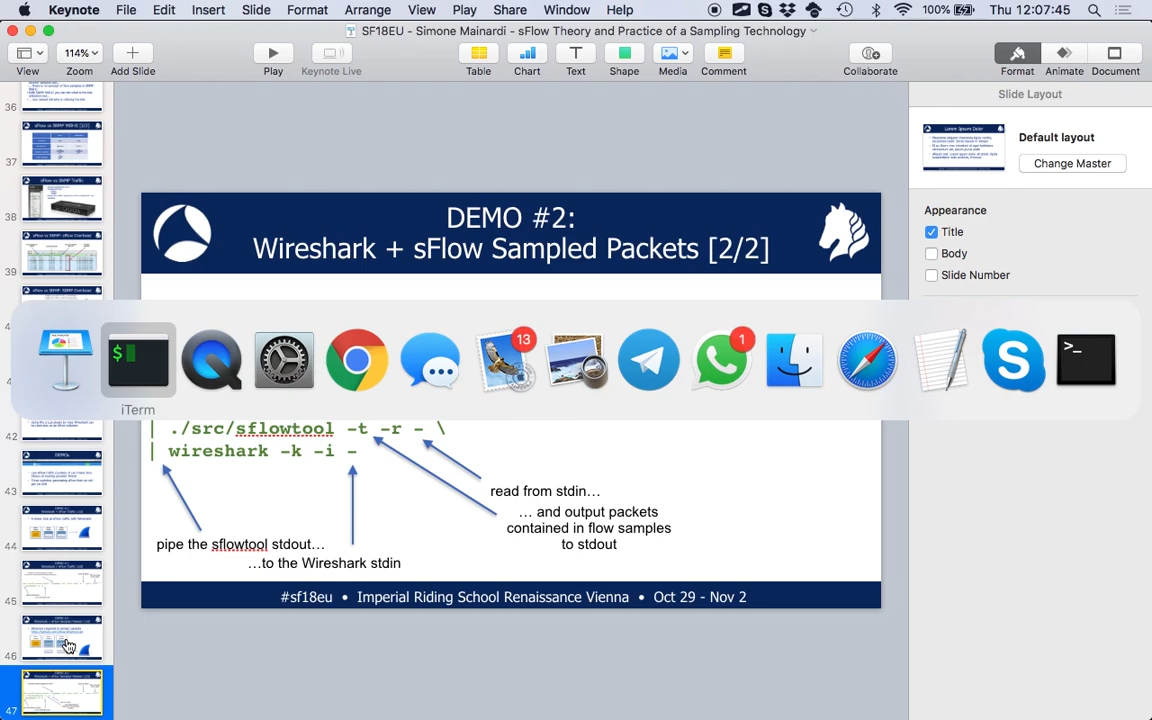 Keynote File Edit Insert Slide Format Arrange View Play Share Window Help 100% Thu 12:07:45
SF18EU - Simone Mainardi - sFlow Theory and Practice of a Sampling Technology
114%
View Zoom Add Slide Play Keynote Live Table Chart Text Shape Media Comment Collaborate Format Animate Document
Slide Layout
Default layout
Change Master
Appearance
Title
Body
Slide Number
36
37
38
39
42
43
44
45
46
47
DEMO #2:
Wireshark + sFlow Sampled Packets [2/2]
13
1
$
>_
iTerm
| ./src/sflowtool -t -r - \
| wireshark -k -i -
read from stdin…
… and output packets
contained in flow samples
to stdout
pipe the sflowtool stdout…
…to the Wireshark stdin
#sf18eu • Imperial Riding School Renaissance Vienna • Oct 29 - Nov 2